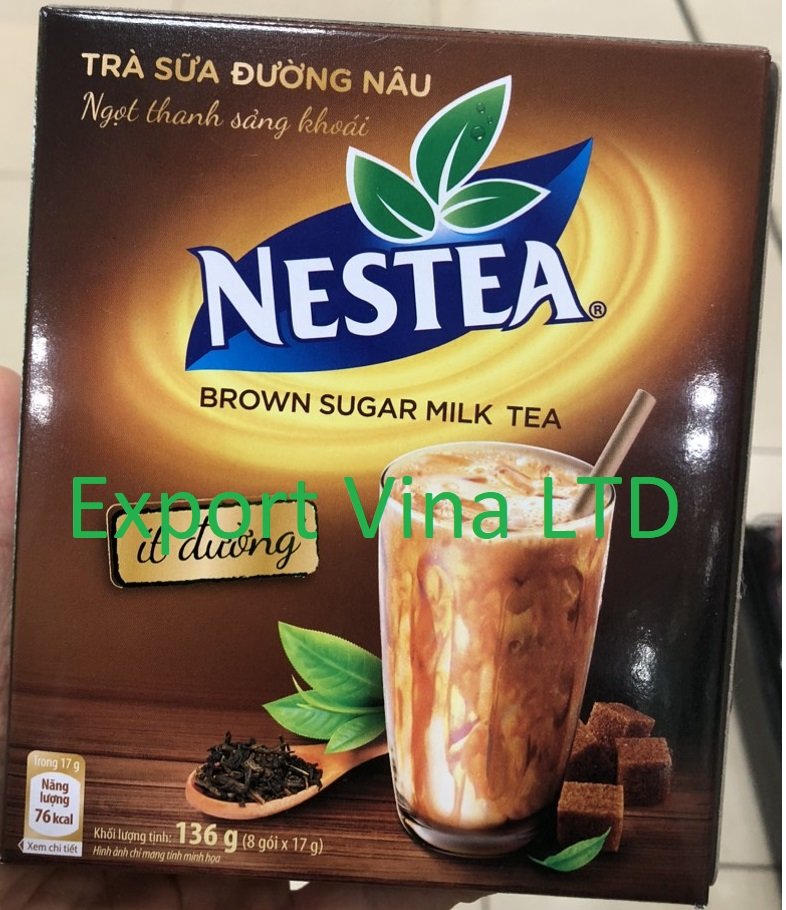 TRÀ SỮA ĐƯỜNG NÂU
Ngọt thanh sảng khoái
NESTEA®
BROWN SUGAR MILK TEA
Export Vina LTD
ít đường
Trong 17 g
Năng
lượng
76 kcal
Xem chi tiết
Khối lượng tịnh: 136 g (8 gói x 17 g)
Hình ảnh chỉ mang tính minh họa